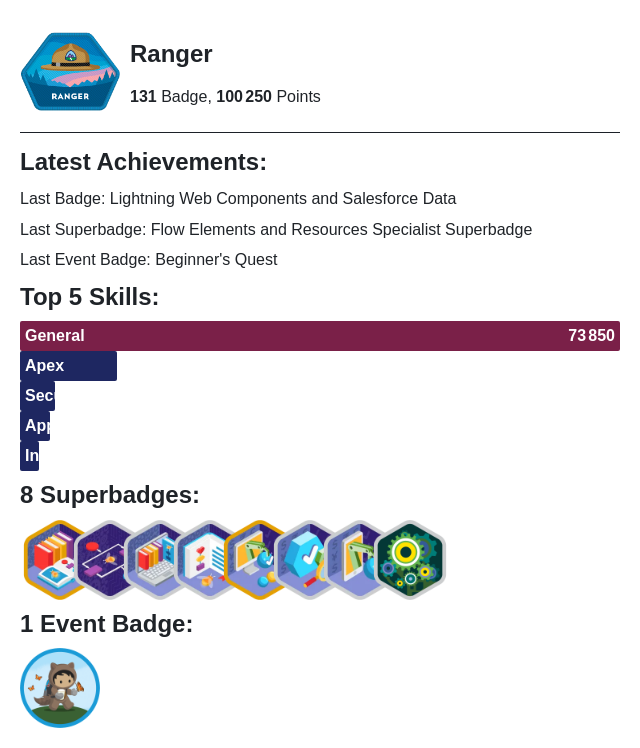 RANGER
Ranger
131 Badge, 100 250 Points
Latest Achievements:
Last Badge: Lightning Web Components and Salesforce Data
Last Superbadge: Flow Elements and Resources Specialist Superbadge
Last Event Badge: Beginner's Quest
Top 5 Skills:
General 73 850
Apex
Sec
App
In
8 Superbadges:
1 Event Badge: